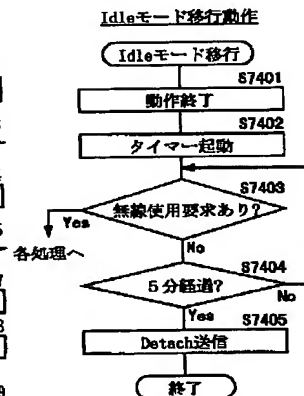 Idleモード移行動作
Idleモード移行
S7401
動作終了
S7402
タイマー起動
S7403
無線使用要求あり?
Yes
各処理へ
No
S7404
5分経過?
No
Yes
S7405
Detach送信
終了